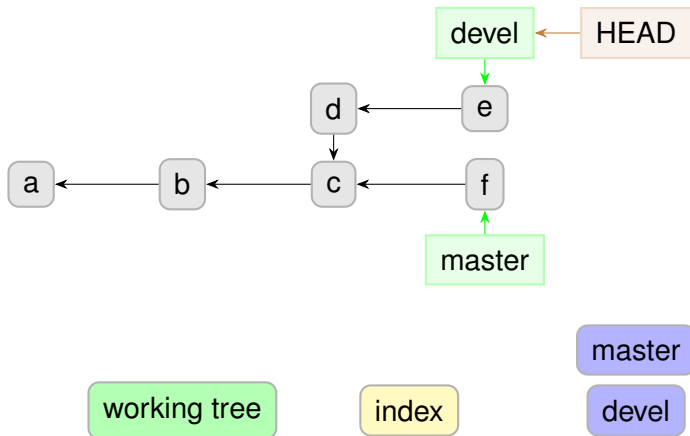 devel
HEAD
d
e
a
b
c
f
master
master
working tree
index
devel